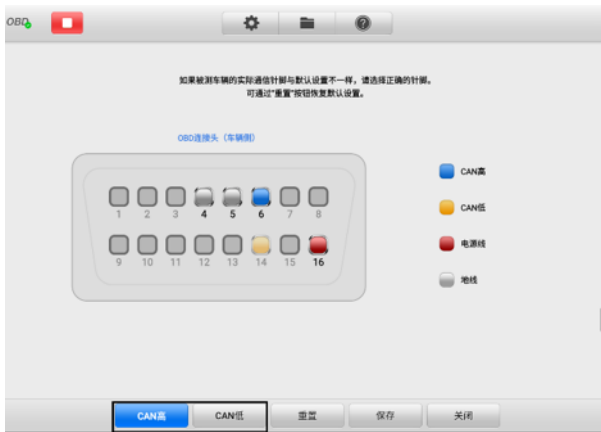 OBD
如果被测车辆的实际通信针脚与默认设置不一样，请选择正确的针脚。
可通过"重置"按钮恢复默认设置。
OBD连接头（车辆侧）
1 2 3 4 5 6 7 8
9 10 11 12 13 14 15 16
CAN高
CAN低
电源线
地线
CAN高 CAN低 重置 保存 关闭